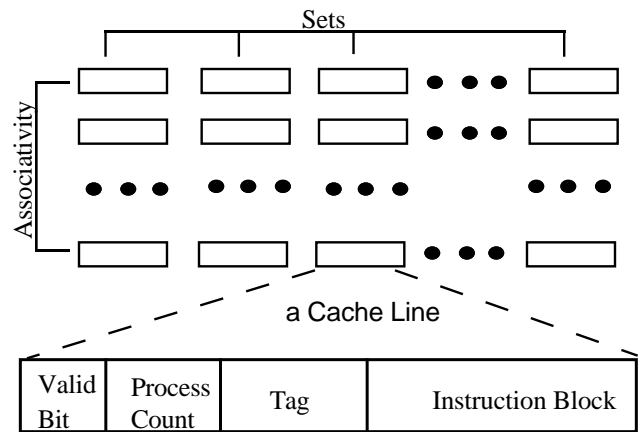 Sets
Associativity
a Cache Line
Valid
Bit
Process
Count
Tag
Instruction Block